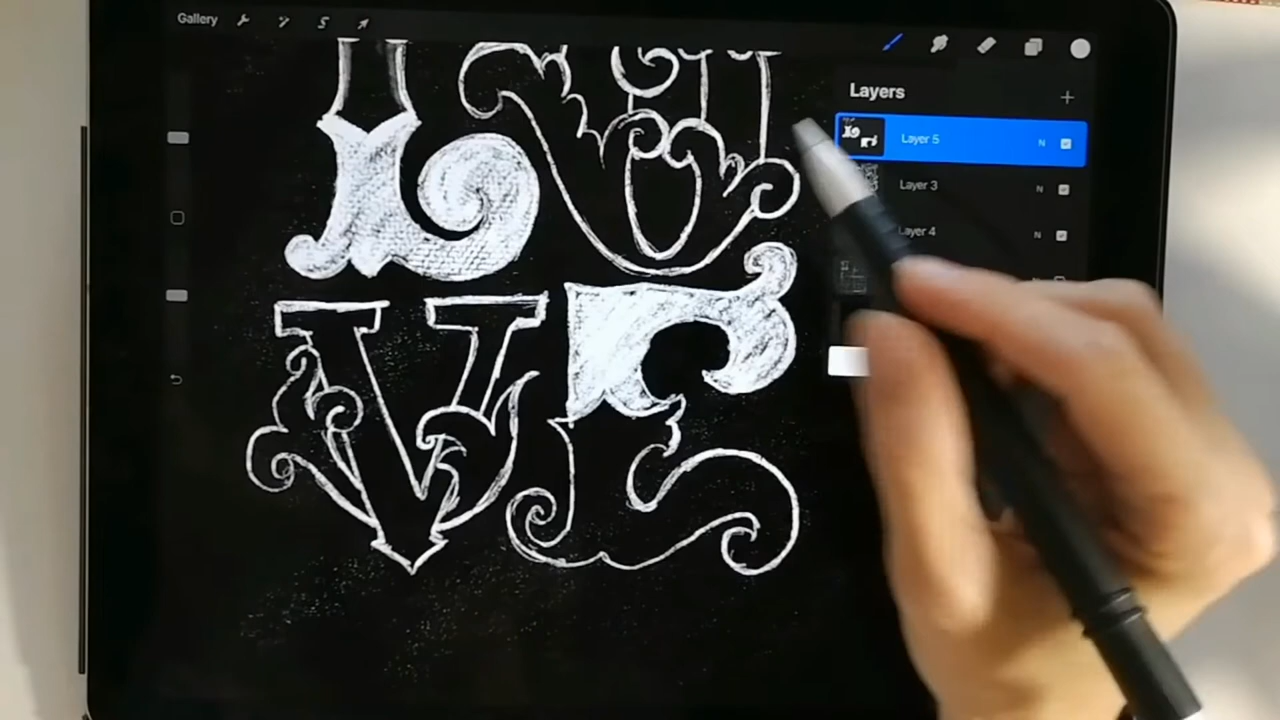 Gallery
Layers
Layer 5
N
Layer 3
N
Layer 4
N
LO
VE